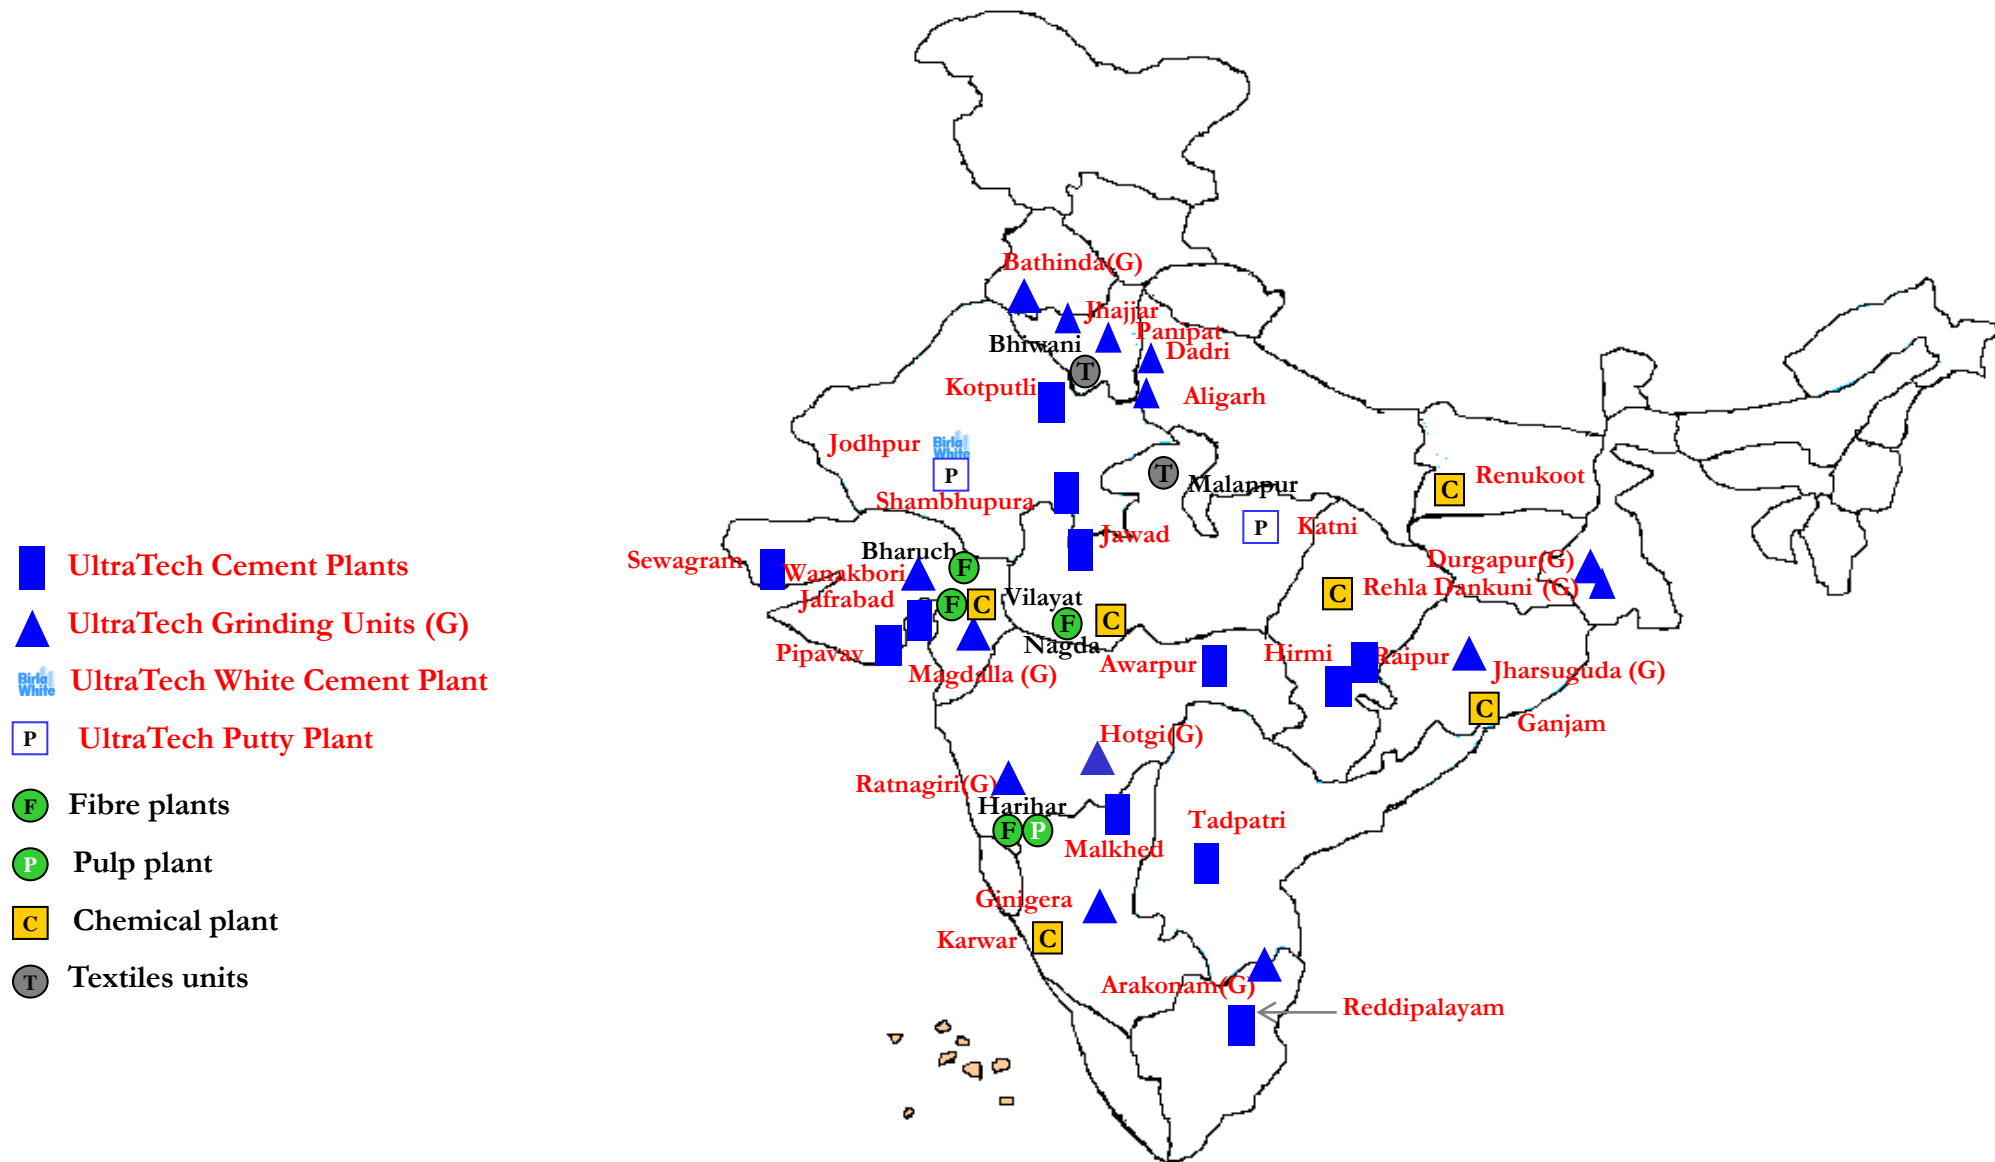 Bathinda(G)
Jhajjar
Panipat
Bhiwani
Dadri
T
Kotputli
Aligarh
Jodhpur
Birla
White
P
T
Malanpur
Renukoot
C
Shambhupura
P
Katni
Jawad
Sewagram
Bharuch
F
Wanakbori
Durgapur(G)
Rehla
Dankuni (G)
C
Jafrabad
F
C
Vilayat
F
C
Nagda
Pipavav
Magdalla (G)
Awarpur
Hirmi
Raipur
Jharsuguda (G)
C
Ganjam
Hotgi(G)
Ratnagiri(G)
Harihar
F
P
Malkhed
Tadpatri
Ginigera
Karwar
C
Arakonam(G)
Reddipalayam
UltraTech Cement Plants
UltraTech Grinding Units (G)
Birla
White
UltraTech White Cement Plant
P
UltraTech Putty Plant
F
Fibre plants
P
Pulp plant
C
Chemical plant
T
Textiles units